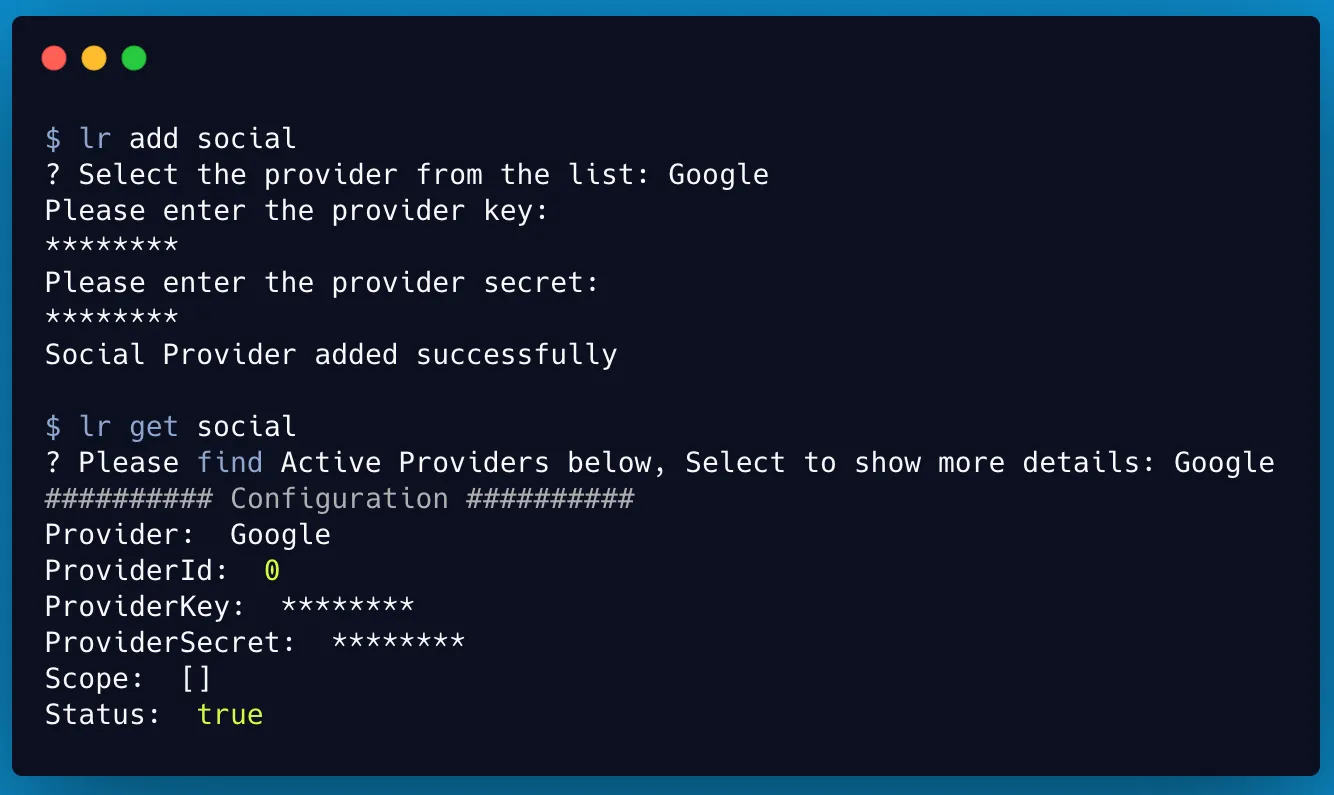 $ lr add social
? Select the provider from the list: Google
Please enter the provider key:
********
Please enter the provider secret:
********
Social Provider added successfully
$ lr get social
? Please find Active Providers below, Select to show more details: Google
########## Configuration ##########
Provider:  Google
ProviderId:  0
ProviderKey:  ********
ProviderSecret:  ********
Scope:  []
Status:  true